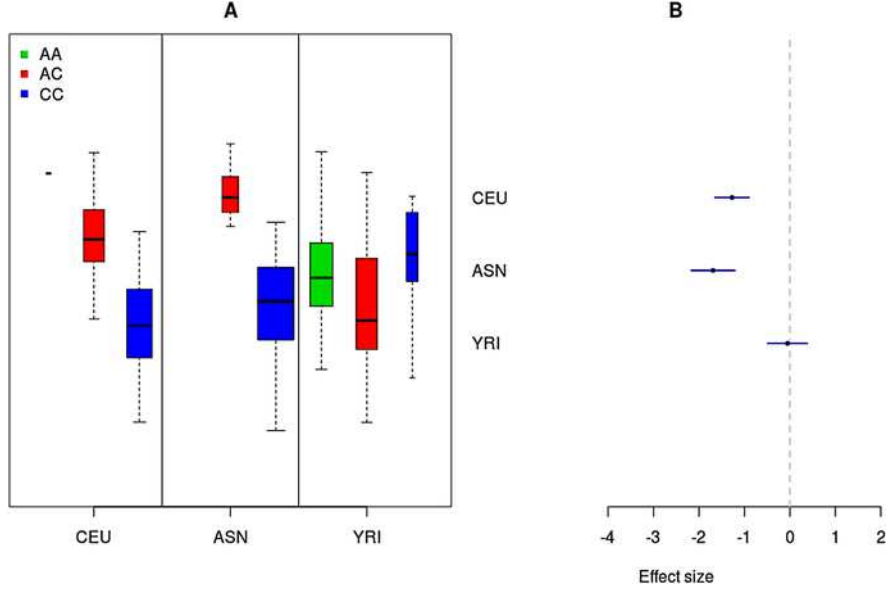 A
B
AA
AC
CC
CEU
ASN
YRI
CEU ASN YRI
-4 -3 -2 -1 0 1 2
Effect size